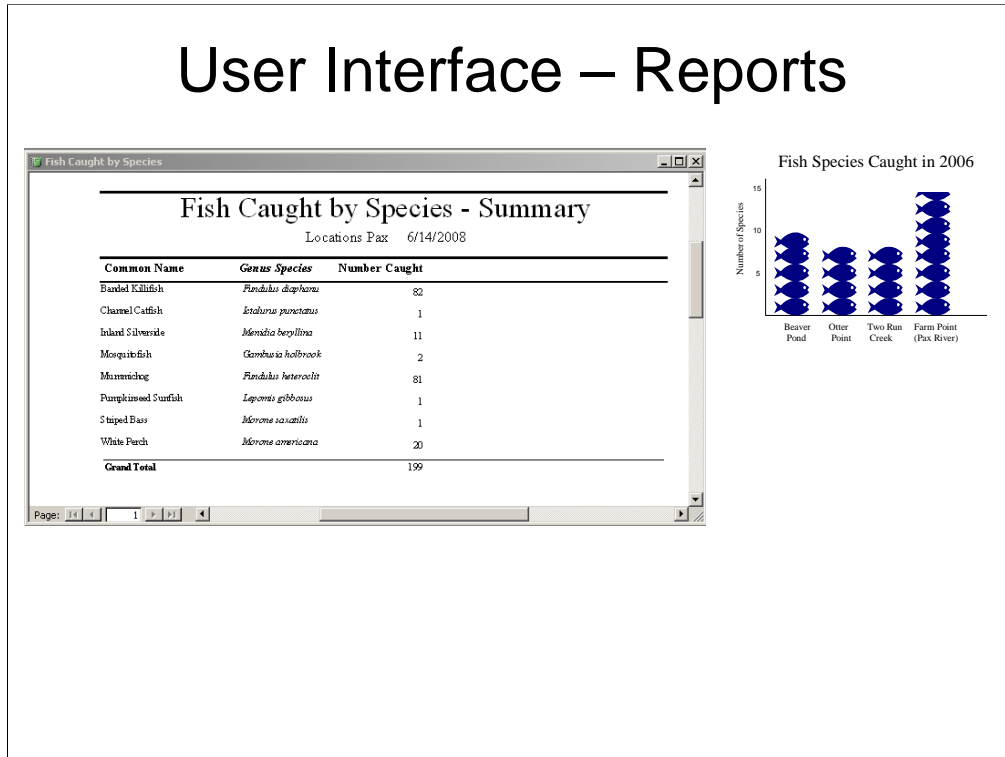 User Interface – Reports
Fish Caught by Species
Fish Caught by Species - Summary
Locations Pax 6/14/2008
Common Name Genus Species Number Caught
Banded Killifish Fundulus diaphanu 82
Channel Catfish Ictalurus punctatus 1
Inland Silverside Menidia beryllina 11
Mosquitofish Gambusia holbrook 2
Mummichog Fundulus heteroclit 81
Pumpkinseed Sunfish Lepomis gibbosus 1
Striped Bass Morone saxatilis 1
White Perch Morone americana 20
Grand Total 199
Page: 1
Fish Species Caught in 2006
Number of Species
15
10
5
Beaver Pond
Otter Point
Two Run Creek
Farm Point (Pax River)